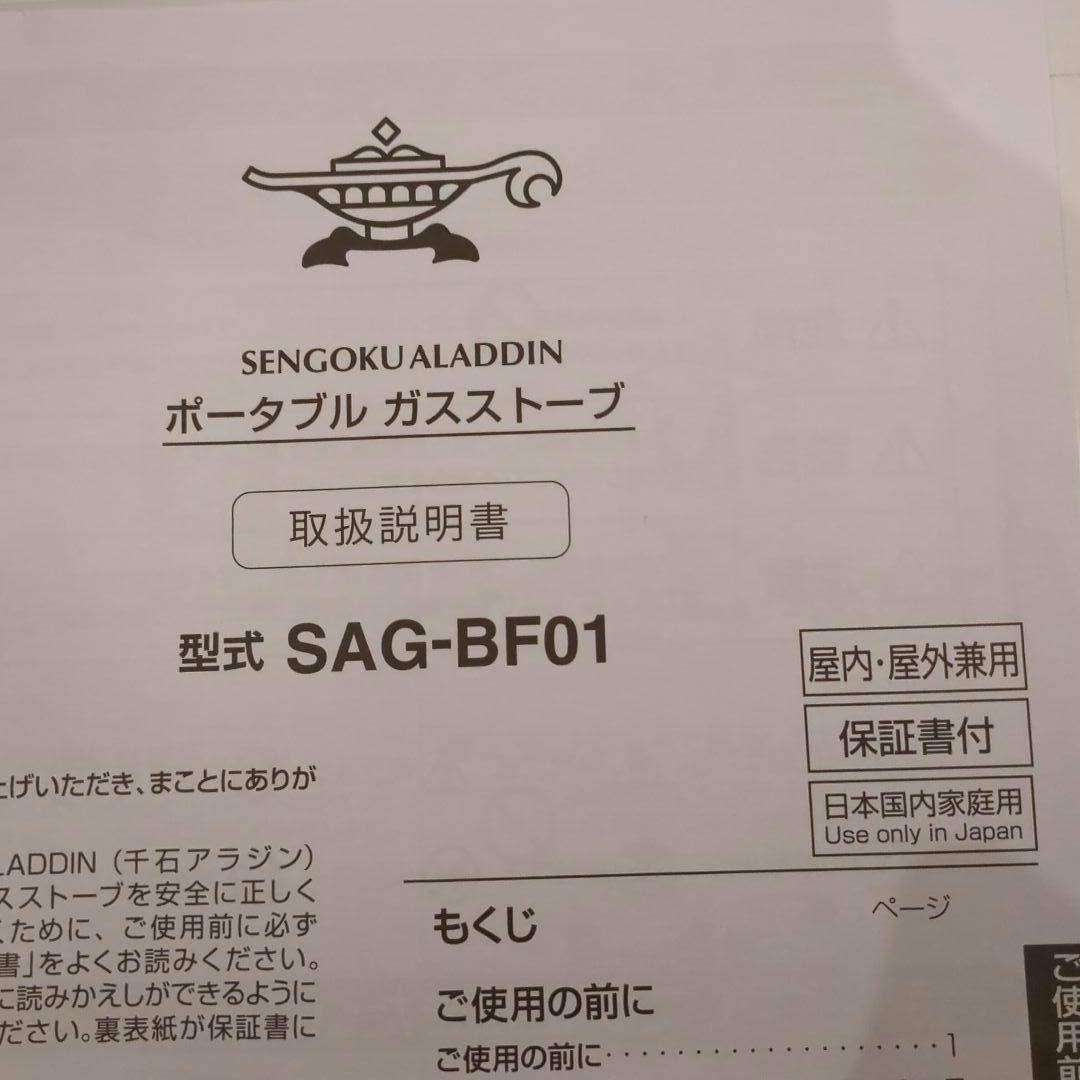 SENGOKU ALADDIN
ポータブル ガスストーブ
取扱説明書
型式 SAG-BF01
屋内・屋外兼用
保証書付
日本国内家庭用
Use only in Japan
上げいただき、まことにありが
LADDIN (千石アラジン)
スストーブを安全に正しく
くために、ご使用前に必ず
書」をよくお読みください。
に読みかえしができるように
ださい。裏表紙が保証書に
もくじ
ページ
ご使用の前に
ご使用の前に・・・・・・・・・・・・・・・・・・・・1
ご使用前